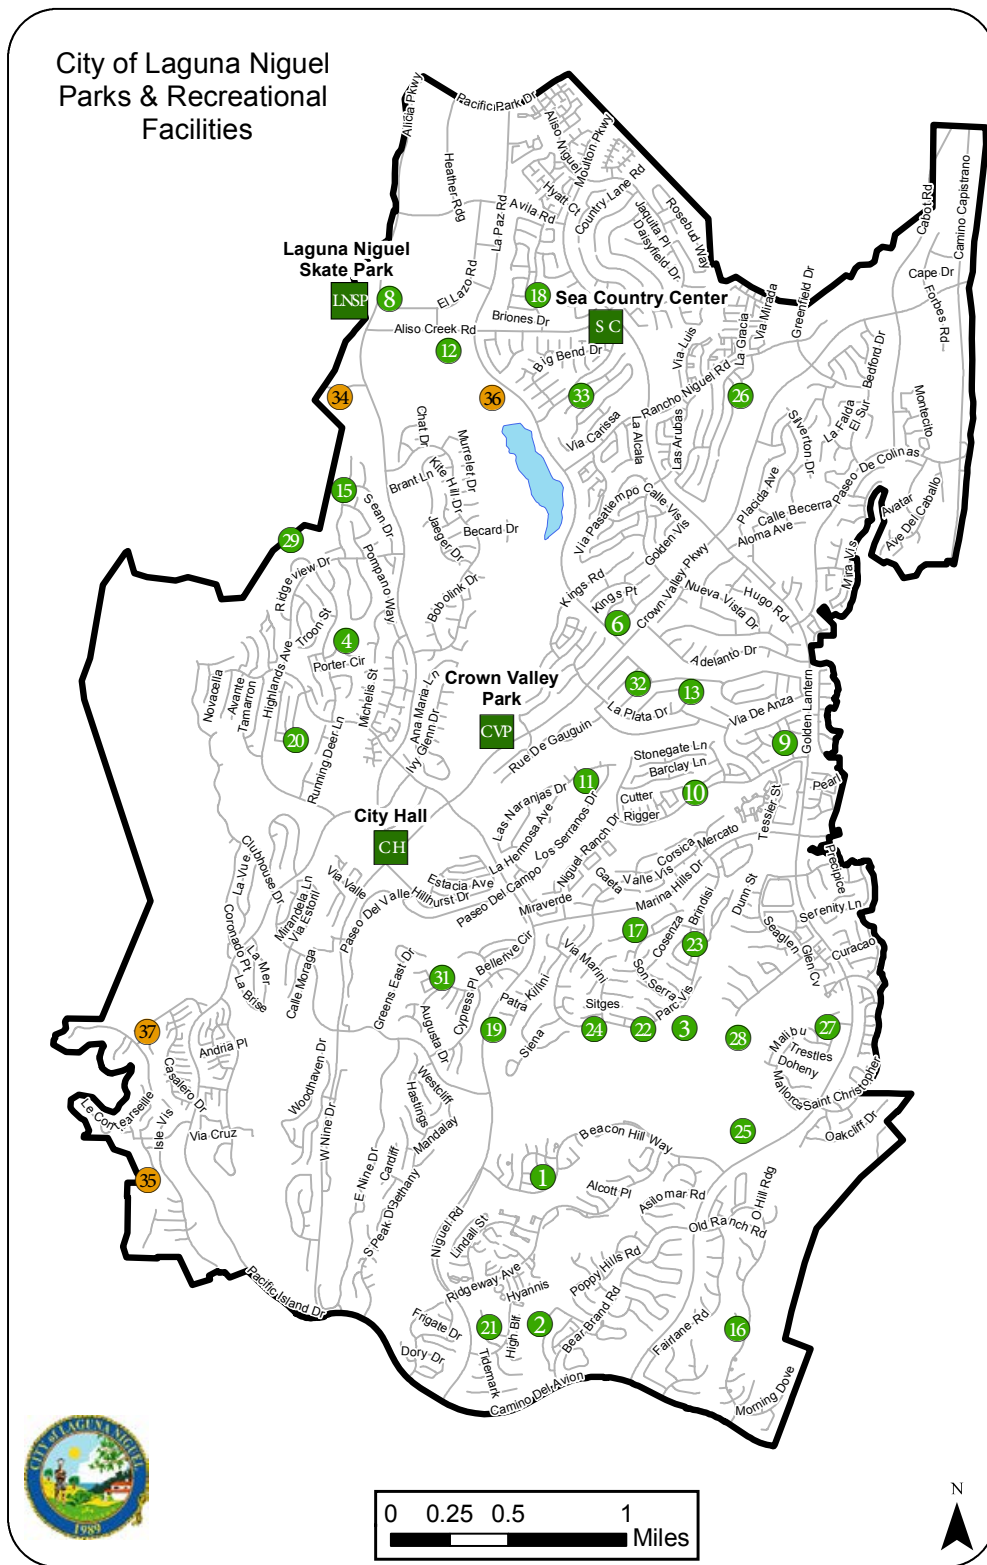 City of Laguna Niguel
Parks & Recreational
Facilities
Alicia Pkwy
Pacific Park Dr
Heather Rdg
La Paz Rd
Aliso Niguel
Moulton Pkwy
Hyatt Ct
Avila Rd
Country Lane Rd
Jaquita Pl
Daisyfield Dr
Rosebud Way
Cabot Rd
Camino Capistrano
Cape Dr
Forbes Rd
Laguna Niguel
Skate Park
LNSP
8
El Lazo Rd
18
Sea Country Center
S C
Briones Dr
Aliso Creek Rd
12
Big Bend Dr
Via Luis
La Gracia
Via Mirada
Greenfield Dr
Bedford Dr
34
36
33
Rancho Niguel Rd
26
Via Carissa
La Alcala
Las Arubas
Silverton Dr
La Falda
El Sur
Montecito
Chat Dr
Murrelet Dr
Kite Hill Dr
Brant Ln
Paseo De Colinas
15
Sean Dr
Via Pasatiempo
Calle Vis
Golden Vis
Placida Ave
Calle Becerra
Aloma Ave
Avatar
Ave Del Caballo
Jaeger Dr
Becard Dr
29
Ridgeview Dr
Pompano Way
Bobolink Dr
Kings Rd
Kings Pt
Crown Valley Pkwy
Nueva Vista Dr
Hugo Rd
Mira Vis
Troon St
4
6
Porter Cir
Adelanto Dr
Highlands Ave
Novacella
Avante
Tamarron
Michelis St
Ana Maria Ln
Ivy Glenn Dr
Crown Valley
Park
CVP
32
13
La Plata Dr
Via De Anza
Golden Lantern
20
Running Deer Ln
Rue De Gauguin
Stonegate Ln
Barclay Ln
9
11
10
Cutter
Rigger
Pearl
Las Naranjas Dr
City Hall
C H
La Hermosa Ave
Los Serranos Dr
Niguel Ranch Dr
Tessier St
Mercato
Corsica
Valle Vis
Gaeta
Precipice
La Vue
Clubhouse Dr
Via Valle
Estacia Ave
Hillhurst Dr
Paseo Del Valle
Paseo Del Campo
Miraverde
Marina Hills Dr
Mirandela Ln
Via Estoril
Dunn St
Serenity Ln
Coronado Pt
La Mer
La Brise
17
Cosenza
Brindisi
23
Seaglen
Glen Cv
Curacao
Calle Moraga
Greens East Dr
31
Bellerive Cir
Via Marini
Son Serra
Cypress Pl
Patra
Kilfini
Sitges
Parc Vis
37
Andria Pl
Augusta Dr
19
Siena
24
22
3
28
Malibu
27
Trestles
Doheny
Casalero Dr
Woodhaven Dr
Westcliff
Hastings
Mallorca
Saint Christopher
Le Cor
Marseille
Isle Vis
Via Cruz
W Nine Dr
E Nine Dr
Cardiff
Mandalay
Beacon Hill Way
25
Oakcliff Dr
35
Bethany
S Peak Dr
1
Alcott Pl
Asilomar Rd
O Hill Rdg
Old Ranch Rd
Niguel Rd
Lindall St
Pacific Island Dr
Ridgeway Ave
Hyannis
Poppy Hills Rd
Frigate Dr
21
High Blf
2
Bear Brand Rd
Fairlane Rd
16
Dory Dr
Tidemark
Camino Del Avion
Morning Dove
CITY of LAGUNA NIGUEL
1989
0 0.25 0.5 1
Miles
N